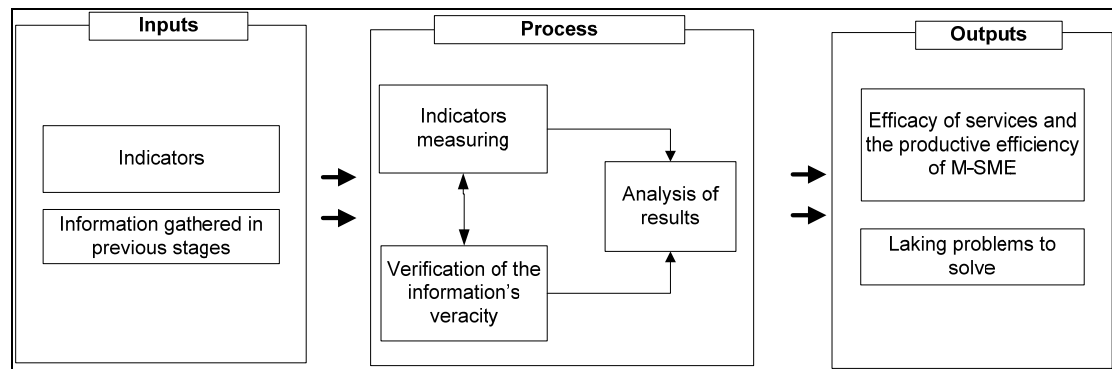 Inputs
Indicators
Information gathered in
previous stages
Process
Indicators
measuring
Verification of the
information's
veracity
Analysis of
results
Outputs
Efficacy of services and
the productive efficiency
of M-SME
Laking problems to
solve